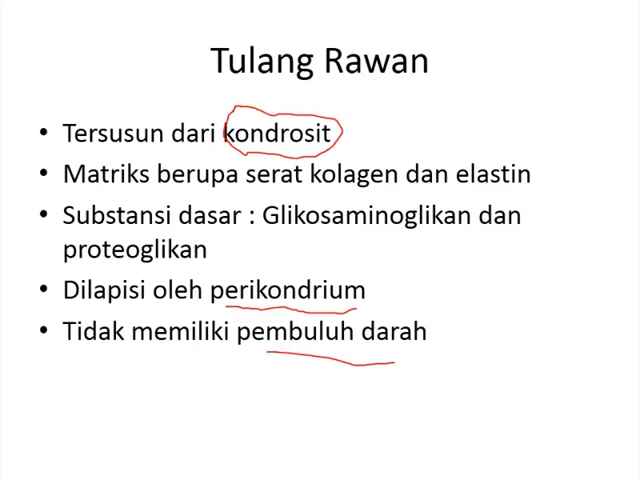 Tulang Rawan
• Tersusun dari kondrosit
• Matriks berupa serat kolagen dan elastin
• Substansi dasar : Glikosaminoglikan dan
proteoglikan
• Dilapisi oleh perikondrium
• Tidak memiliki pembuluh darah